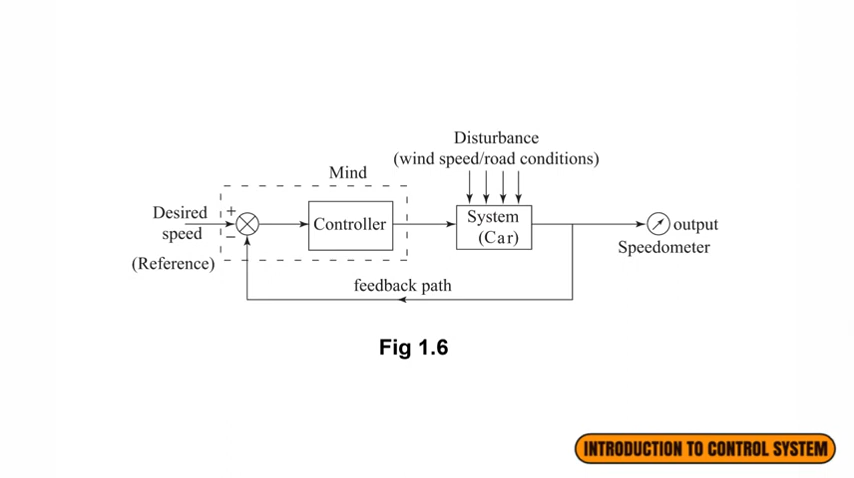 Disturbance
(wind speed/road conditions)
Mind
Desired
speed
(Reference)
+
−
Controller
System
(Car)
output
Speedometer
feedback path
Fig 1.6
INTRODUCTION TO CONTROL SYSTEM